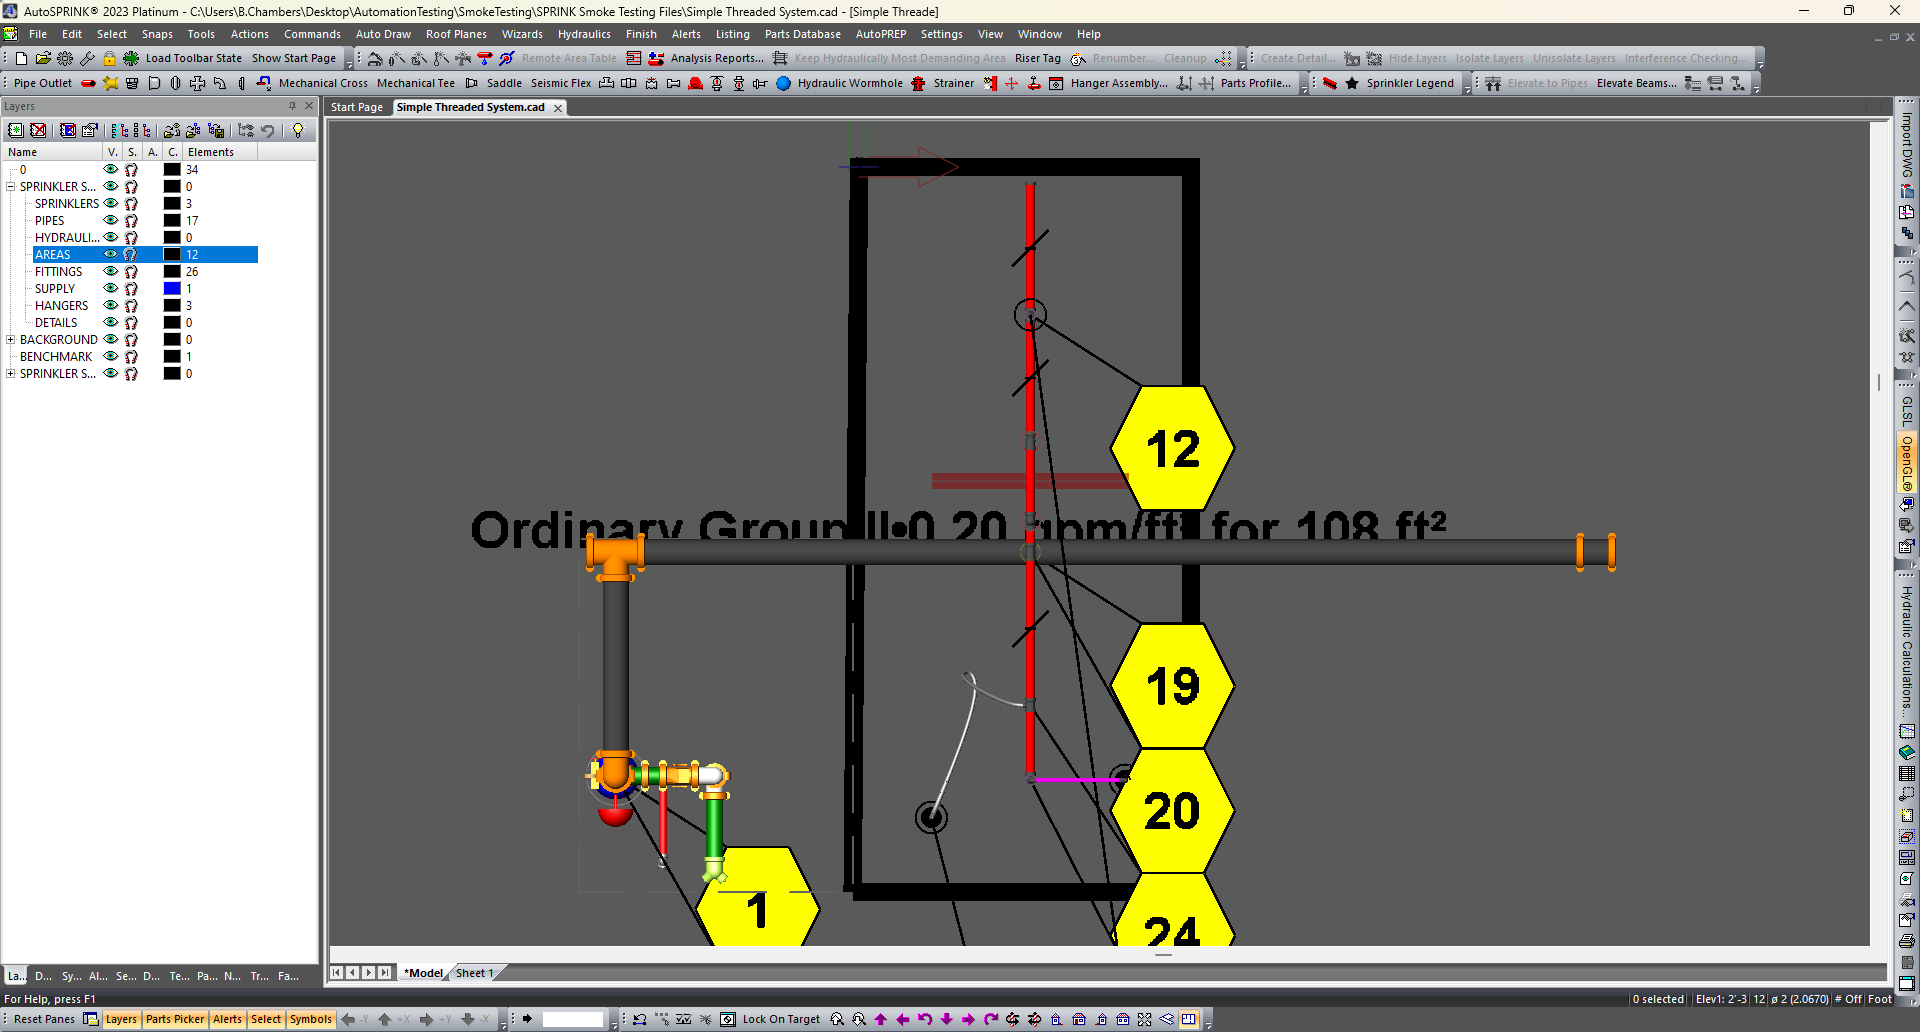 AutoSPRINK® 2023 Platinum - C:\Users\B.Chambers\Desktop\AutomationTesting\SmokeTesting\SPRINK Smoke Testing Files\Simple Threaded System.cad - [Simple Threade]
File Edit Select Snaps Tools Actions Commands Auto Draw Roof Planes Wizards Hydraulics Finish Alerts Listing Parts Database AutoPREP Settings View Window Help
Load Toolbar State Show Start Page Remote Area Table Analysis Reports... Keep Hydraulically Most Demanding Area Riser Tag Renumber... Cleanup Create Detail... Hide Layers Isolate Layers Unisolate Layers Interference Checking...
Pipe Outlet Mechanical Cross Mechanical Tee Saddle Seismic Flex Hydraulic Wormhole Strainer Hanger Assembly... Parts Profile... Sprinkler Legend Elevate to Pipes Elevate Beams...
Layers
Start Page Simple Threaded System.cad
Name V. S. A. C. Elements
0 34
SPRINKLER S... 0
SPRINKLERS 3
PIPES 17
HYDRAULI... 0
AREAS 12
FITTINGS 26
SUPPLY 1
HANGERS 3
DETAILS 0
BACKGROUND 0
BENCHMARK 1
SPRINKLER S... 0
12
Ordinary Group II•0.20 gpm/ft² for 108 ft²
19
20
1
24
Import DWG
GLSL
OpenGL®
Hydraulic Calculations...
La... D... Sy... Al... Se... D... Te... Pa... N... Tr... Fa...
*Model Sheet 1
For Help, press F1
0 selected Elev1: 2'-3 12 ø 2 (2.0670) # Off Foot
Reset Panes Layers Parts Picker Alerts Select Symbols -Y +X +Y -X Lock On Target